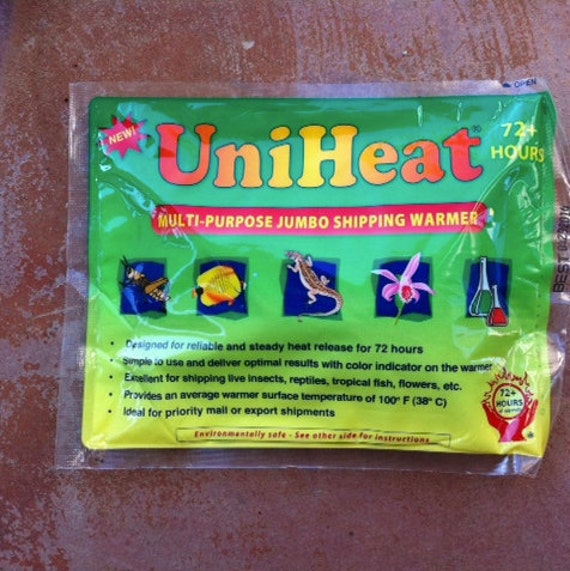 OPEN
NEW!
UniHeat®
72+
HOURS
MULTI-PURPOSE JUMBO SHIPPING WARMER
BEST
• Designed for reliable and steady heat release for 72 hours
• Simple to use and deliver optimal results with color indicator on the warmer
• Excellent for shipping live insects, reptiles, tropical fish, flowers, etc.
• Provides an average warmer surface temperature of 100° F (38° C)
• Ideal for priority mail or export shipments
72+
HOURS
Environmentally safe - See other side for instructions